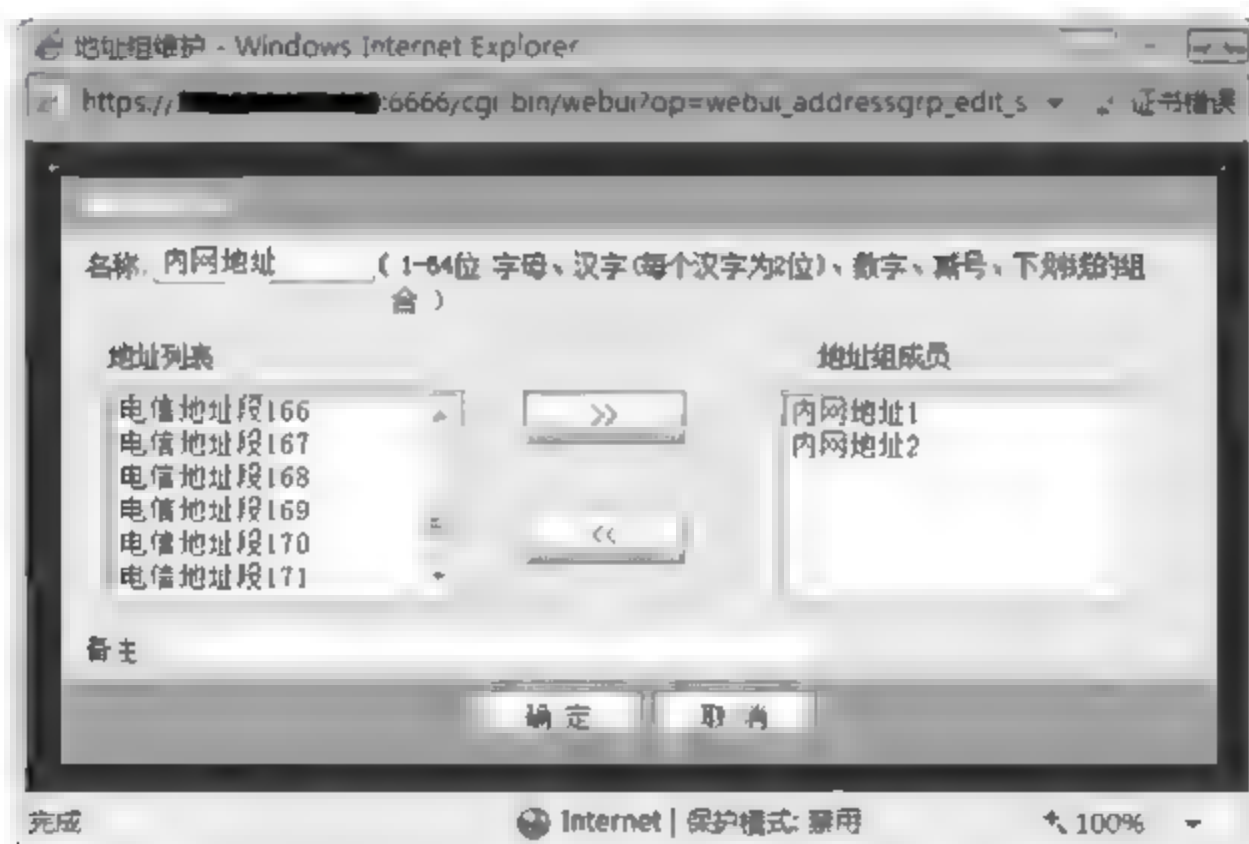 地址组维护 - Windows Internet Explorer
https:// :6666/cgi-bin/webui?op=webui_addressgrp_edit_s 证书错误
名称: 内网地址 ( 1-64位 字母、汉字(每个汉字为2位)、数字、减号、下划线的组
合 )
地址列表 地址组成员
电信地址段166
电信地址段167
电信地址段168
电信地址段169
电信地址段170
电信地址段171
>>
<<
内网地址1
内网地址2
备注
确 定 取 消
完成 Internet | 保护模式: 禁用 100%